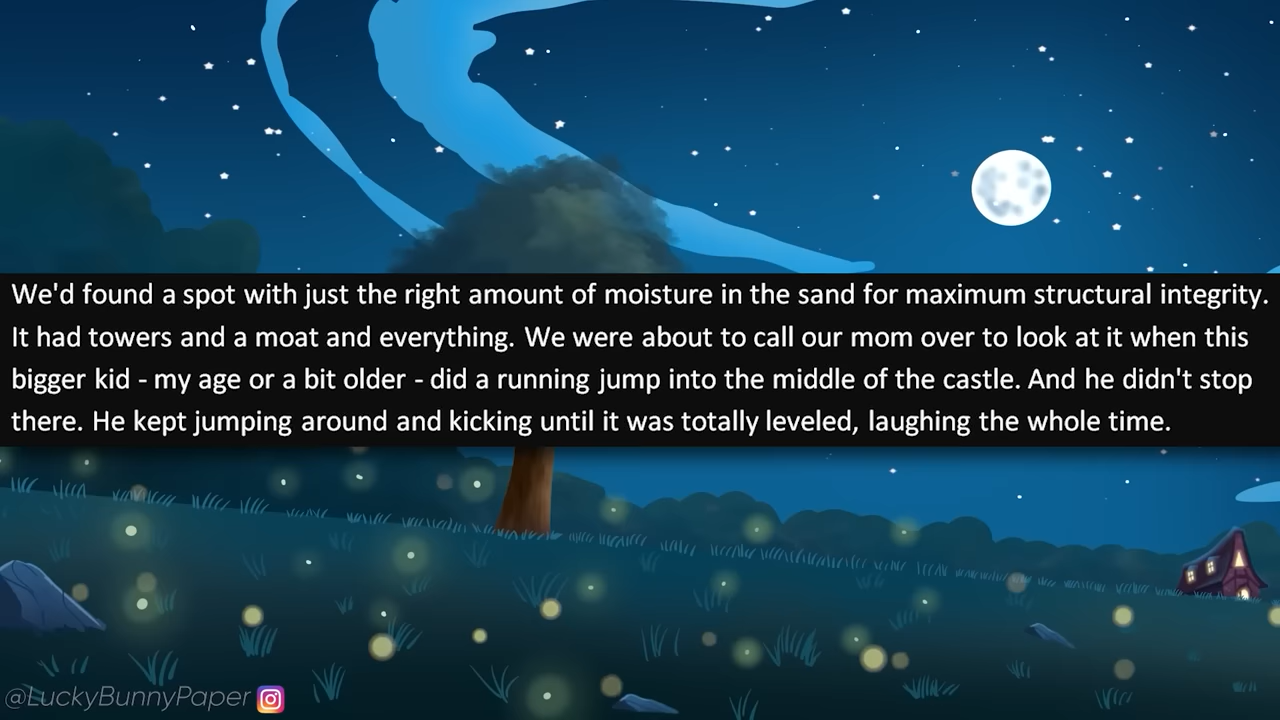 We'd found a spot with just the right amount of moisture in the sand for maximum structural integrity.
It had towers and a moat and everything. We were about to call our mom over to look at it when this
bigger kid - my age or a bit older - did a running jump into the middle of the castle. And he didn't stop
there. He kept jumping around and kicking until it was totally leveled, laughing the whole time.
@LuckyBunnyPaper